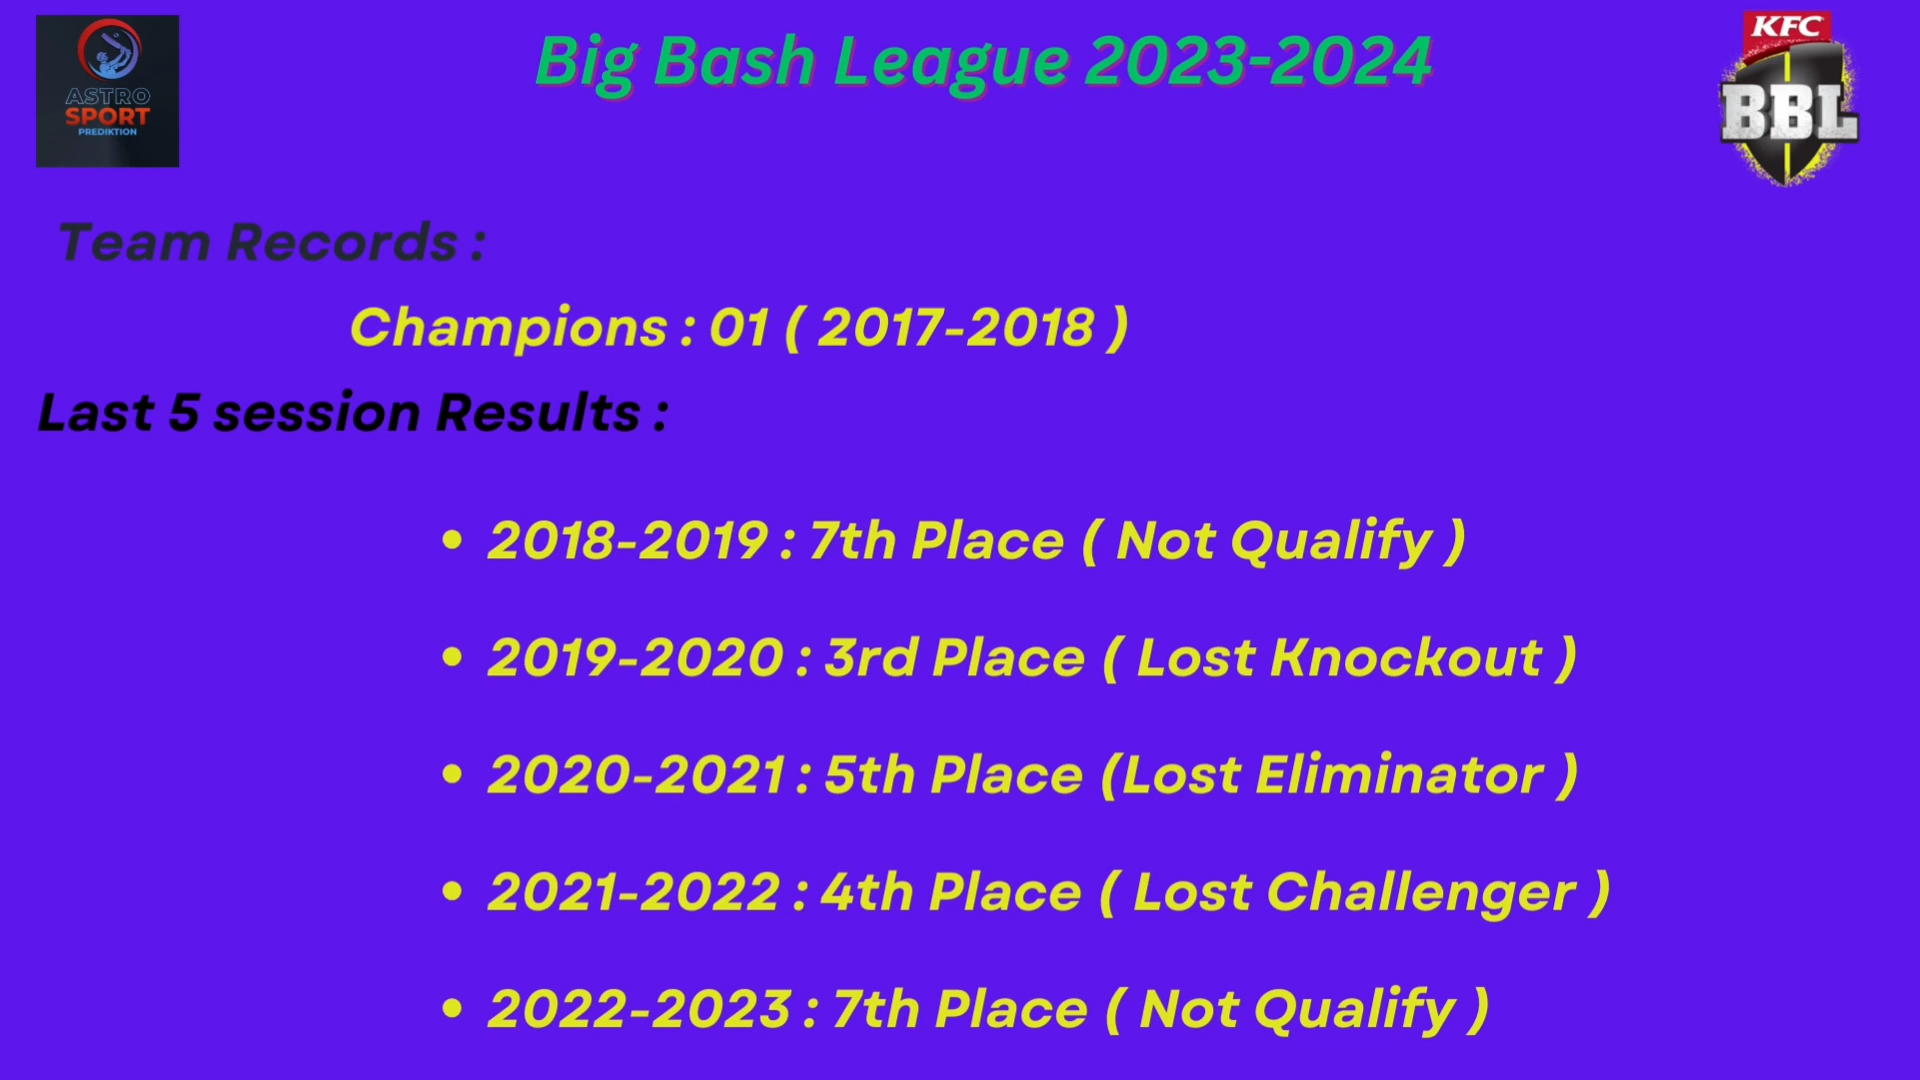 Big Bash League 2023-2024
KFC
BBL
ASTRO
SPORT
PREDIKTION
Team Records :
Champions : 01 ( 2017-2018 )
Last 5 session Results :
• 2018-2019 : 7th Place ( Not Qualify )
• 2019-2020 : 3rd Place ( Lost Knockout )
• 2020-2021 : 5th Place (Lost Eliminator )
• 2021-2022 : 4th Place ( Lost Challenger )
• 2022-2023 : 7th Place ( Not Qualify )